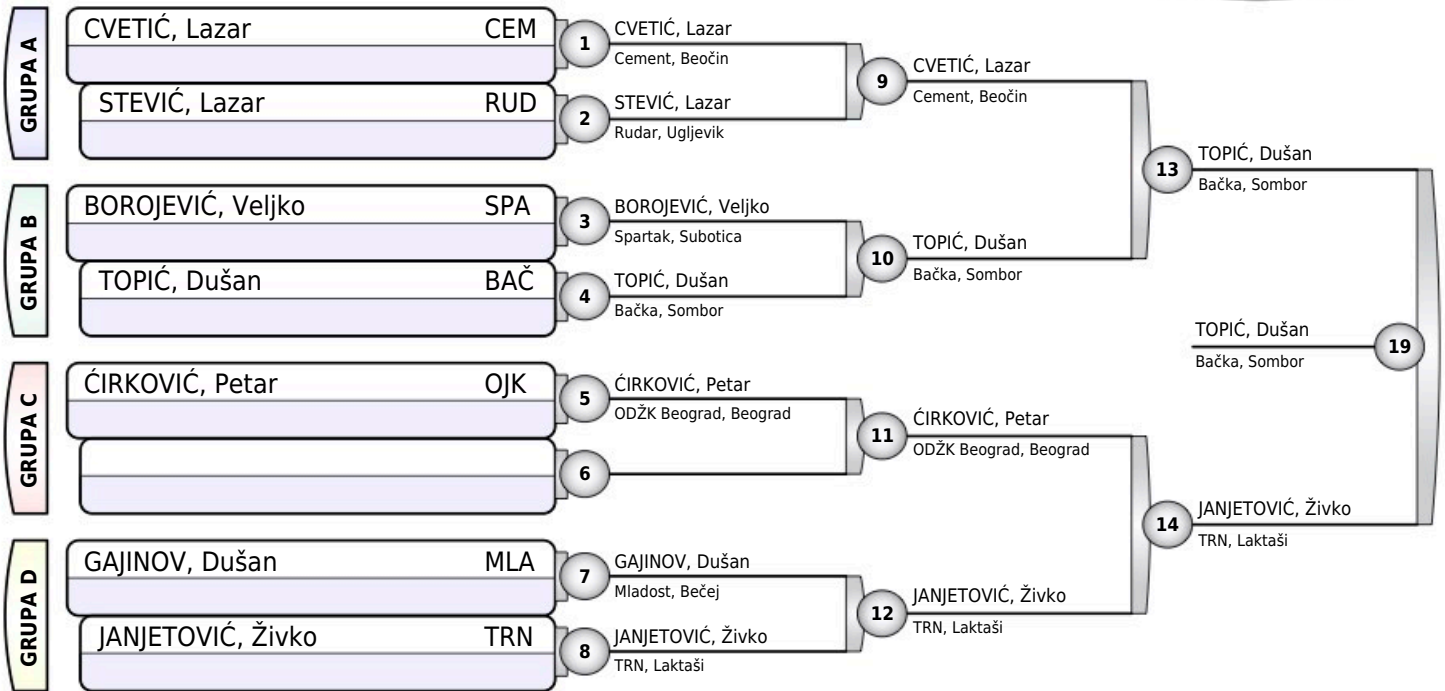 GRUPA A
CVETIĆ, Lazar CEM
STEVIĆ, Lazar RUD
1
CVETIĆ, Lazar
Cement, Beočin
2
STEVIĆ, Lazar
Rudar, Ugljevik
9
CVETIĆ, Lazar
Cement, Beočin
GRUPA B
BOROJEVIĆ, Veljko SPA
TOPIĆ, Dušan BAČ
3
BOROJEVIĆ, Veljko
Spartak, Subotica
4
TOPIĆ, Dušan
Bačka, Sombor
10
TOPIĆ, Dušan
Bačka, Sombor
13
TOPIĆ, Dušan
Bačka, Sombor
GRUPA C
ĆIRKOVIĆ, Petar OJK
5
ĆIRKOVIĆ, Petar
ODŽK Beograd, Beograd
6
11
ĆIRKOVIĆ, Petar
ODŽK Beograd, Beograd
GRUPA D
GAJINOV, Dušan MLA
JANJETOVIĆ, Živko TRN
7
GAJINOV, Dušan
Mladost, Bečej
8
JANJETOVIĆ, Živko
TRN, Laktaši
12
JANJETOVIĆ, Živko
TRN, Laktaši
14
JANJETOVIĆ, Živko
TRN, Laktaši
TOPIĆ, Dušan
Bačka, Sombor
19